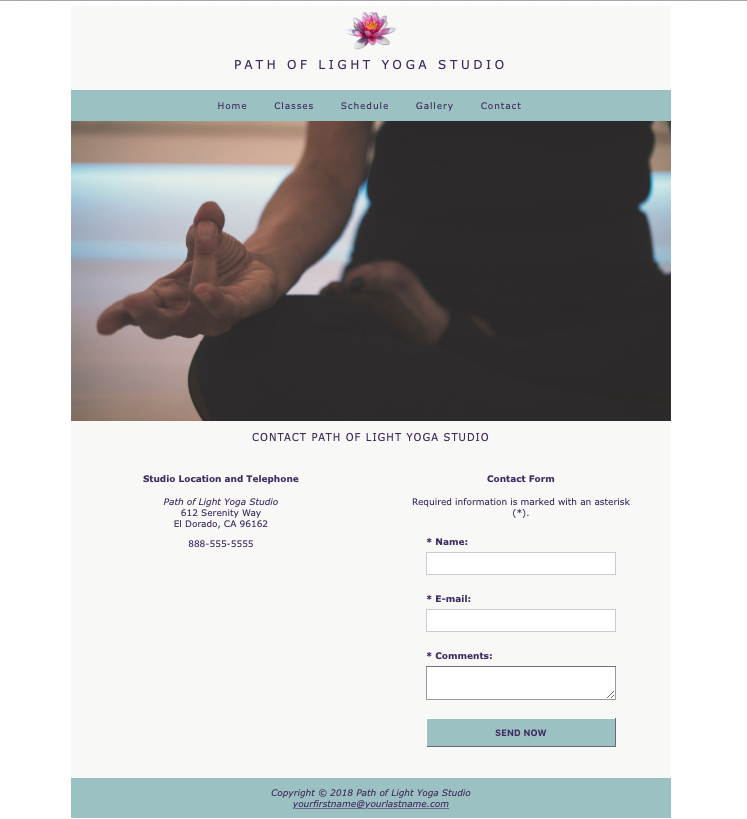 PATH OF LIGHT YOGA STUDIO
Home Classes Schedule Gallery Contact
CONTACT PATH OF LIGHT YOGA STUDIO
Studio Location and Telephone
Path of Light Yoga Studio
612 Serenity Way
El Dorado, CA 96162
888-555-5555
Contact Form
Required information is marked with an asterisk
(*).
* Name:
* E-mail:
* Comments:
SEND NOW
Copyright © 2018 Path of Light Yoga Studio
yourfirstname@yourlastname.com